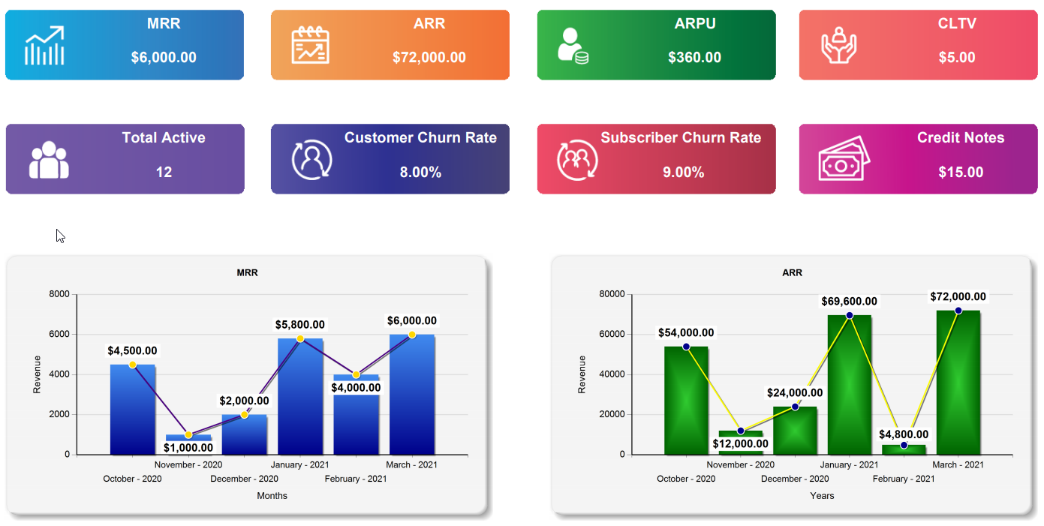 MRR
$6,000.00
ARR
$72,000.00
ARPU
$360.00
CLTV
$5.00
Total Active
12
Customer Churn Rate
8.00%
Subscriber Churn Rate
9.00%
Credit Notes
$15.00
MRR
8000
6000
4000
2000
0
Revenue
$4,500.00
$1,000.00
$2,000.00
$5,800.00
$4,000.00
$6,000.00
November - 2020
January - 2021
March - 2021
October - 2020
December - 2020
February - 2021
Months
ARR
80000
60000
40000
20000
0
Revenue
$54,000.00
$12,000.00
$24,000.00
$69,600.00
$4,800.00
$72,000.00
November - 2020
January - 2021
March - 2021
October - 2020
December - 2020
February - 2021
Years